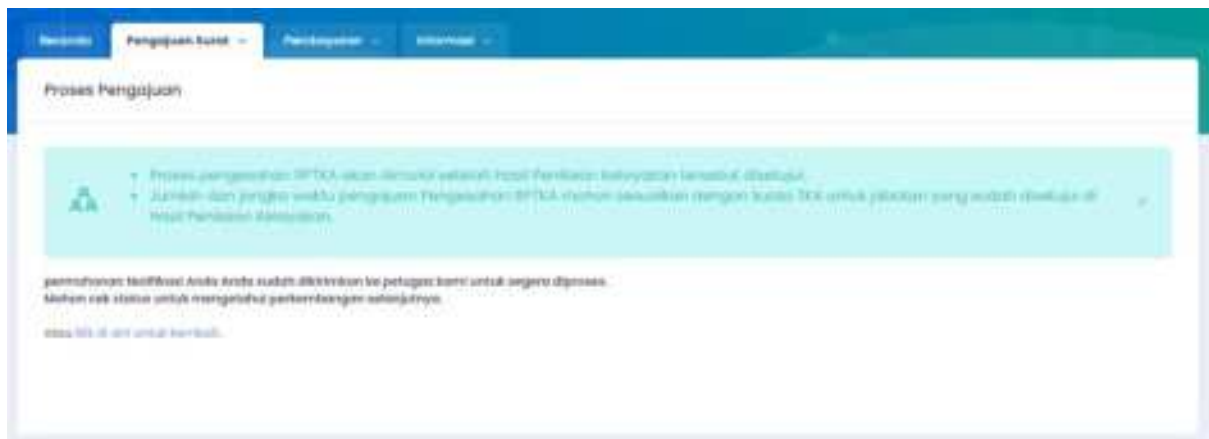 Beranda Pengajuan Surat Pembayaran Informasi
Proses Pengajuan
Proses pengesahan RPTKA akan dimulai setelah hasil Penilaian Kelayakan tersebut disetujui.
Jumlah dan jangka waktu pengajuan Pengesahan RPTKA mohon sesuaikan dengan kuota TKA untuk jabatan yang sudah disetujui di
Hasil Penilaian Kelayakan.
permohonan Notifikasi Anda Anda sudah dikirimkan ke petugas kami untuk segera diproses.
Mohon cek status untuk mengetahui perkembangan selanjutnya.
klik di sini untuk kembali.